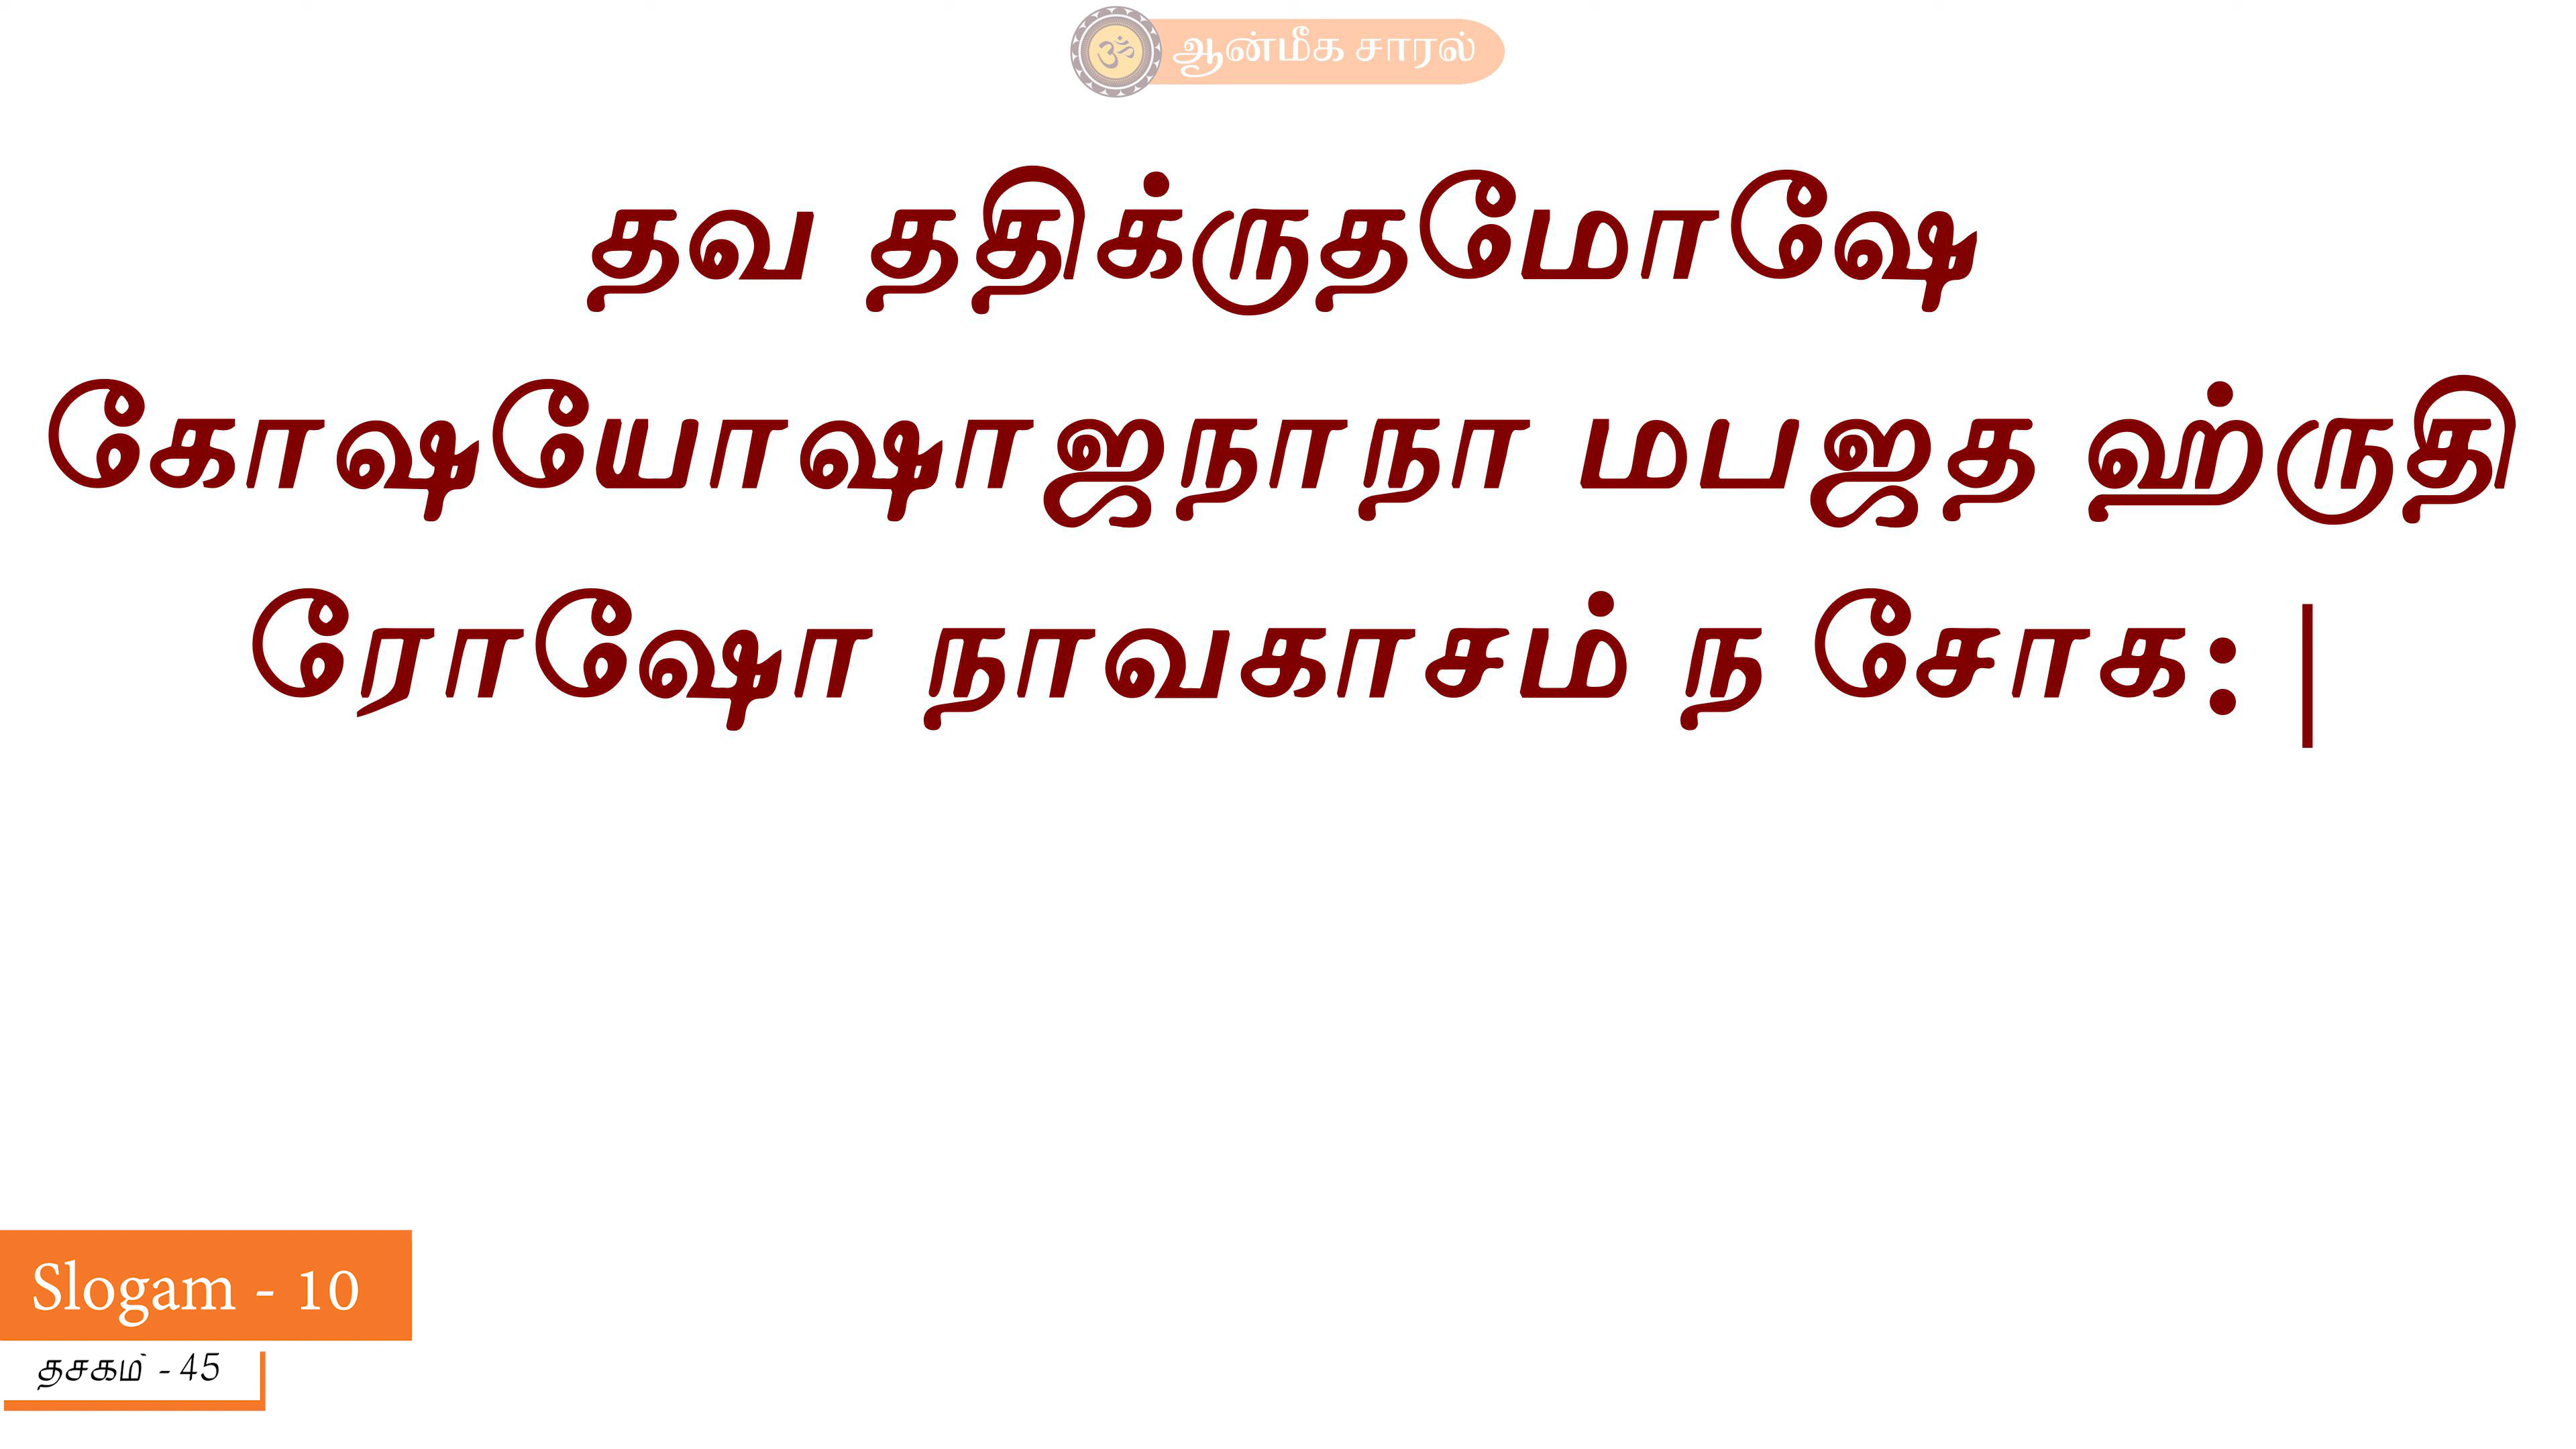 ஆன்மீக சாரல்
தவ ததிக்ருதமோஷே
கோஷயோஷாஜநாநா மபஜத ஹ்ருதி
ரோஷோ நாவகாசம் ந சோக: |
Slogam - 10
தசகம் - 45